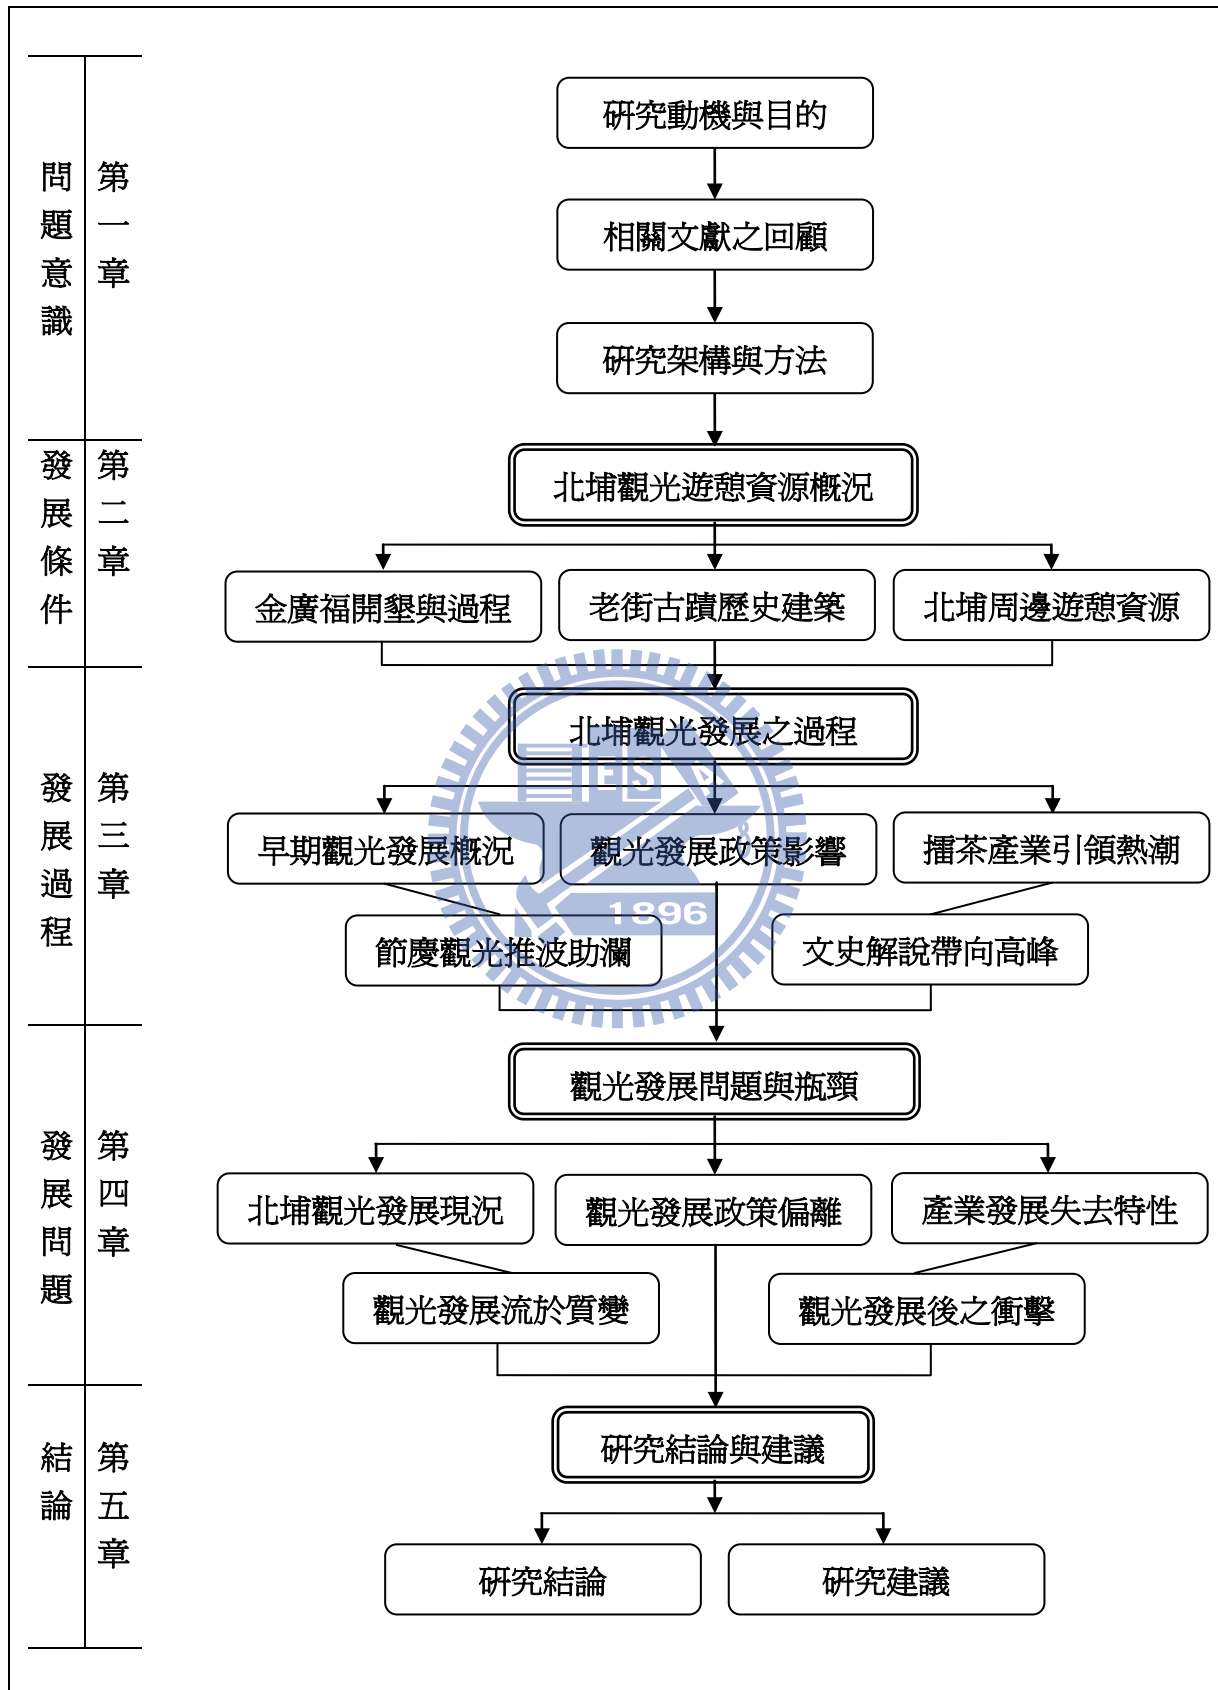 問題意識
第一章
研究動機與目的
相關文獻之回顧
研究架構與方法
發展條件
第二章
北埔觀光遊憩資源概況
金廣福開墾與過程
老街古蹟歷史建築
北埔周邊遊憩資源
發展過程
第三章
北埔觀光發展之過程
早期觀光發展概況
觀光發展政策影響
擂茶產業引領熱潮
節慶觀光推波助瀾
文史解說帶向高峰
ES
A
8
1896
發展問題
第四章
觀光發展問題與瓶頸
北埔觀光發展現況
觀光發展政策偏離
產業發展失去特性
觀光發展流於質變
觀光發展後之衝擊
結論
第五章
研究結論與建議
研究結論
研究建議